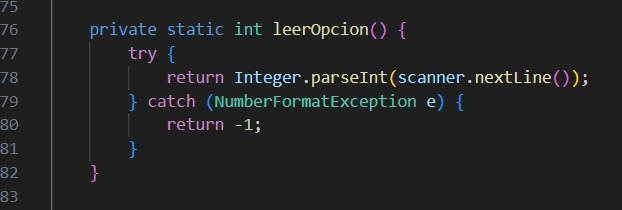 75
76 private static int leerOpcion() {
77 try {
78 return Integer.parseInt(scanner.nextLine());
79 } catch (NumberFormatException e) {
80 return -1;
81 }
82 }
83